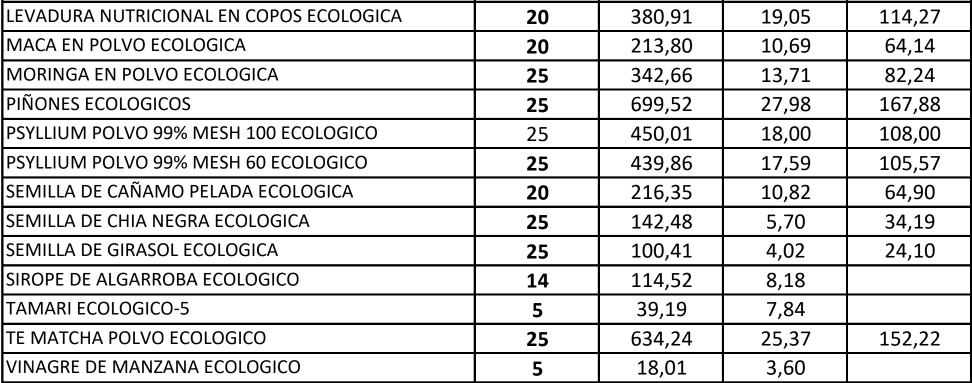 LEVADURA NUTRICIONAL EN COPOS ECOLOGICA 20 380,91 19,05 114,27
MACA EN POLVO ECOLOGICA 20 213,80 10,69 64,14
MORINGA EN POLVO ECOLOGICA 25 342,66 13,71 82,24
PIÑONES ECOLOGICOS 25 699,52 27,98 167,88
PSYLLIUM POLVO 99% MESH 100 ECOLOGICO 25 450,01 18,00 108,00
PSYLLIUM POLVO 99% MESH 60 ECOLOGICO 25 439,86 17,59 105,57
SEMILLA DE CAÑAMO PELADA ECOLOGICA 20 216,35 10,82 64,90
SEMILLA DE CHIA NEGRA ECOLOGICA 25 142,48 5,70 34,19
SEMILLA DE GIRASOL ECOLOGICA 25 100,41 4,02 24,10
SIROPE DE ALGARROBA ECOLOGICO 14 114,52 8,18
TAMARI ECOLOGICO-5 5 39,19 7,84
TE MATCHA POLVO ECOLOGICO 25 634,24 25,37 152,22
VINAGRE DE MANZANA ECOLOGICO 5 18,01 3,60